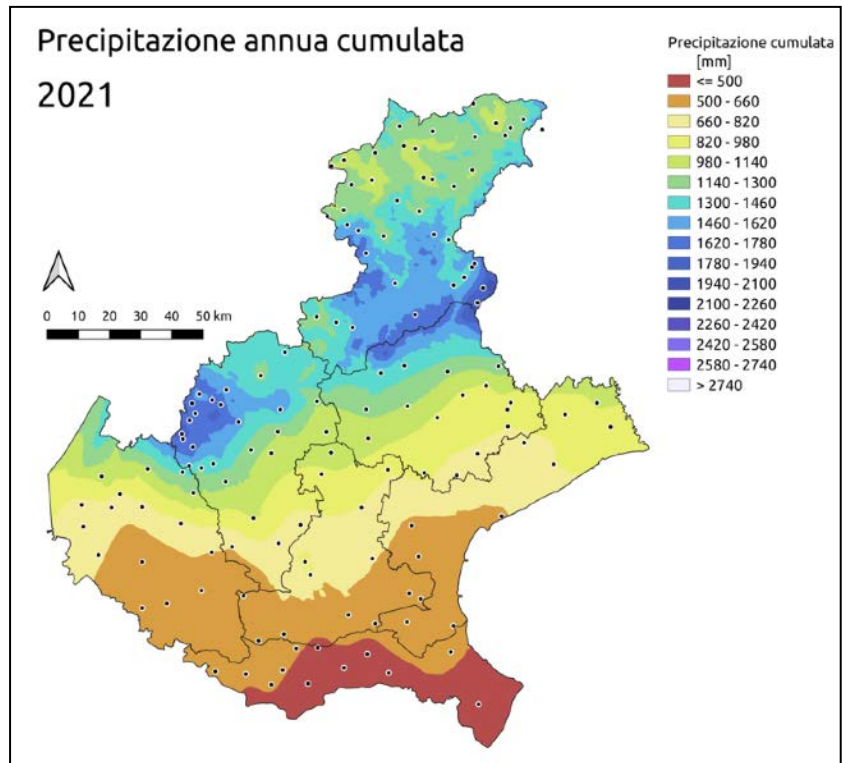 Precipitazione annua cumulata
2021
Precipitazione cumulata
[mm]
<= 500
500 - 660
660 - 820
820 - 980
980 - 1140
1140 - 1300
1300 - 1460
1460 - 1620
1620 - 1780
1780 - 1940
1940 - 2100
2100 - 2260
2260 - 2420
2420 - 2580
2580 - 2740
> 2740
0 10 20 30 40 50 km